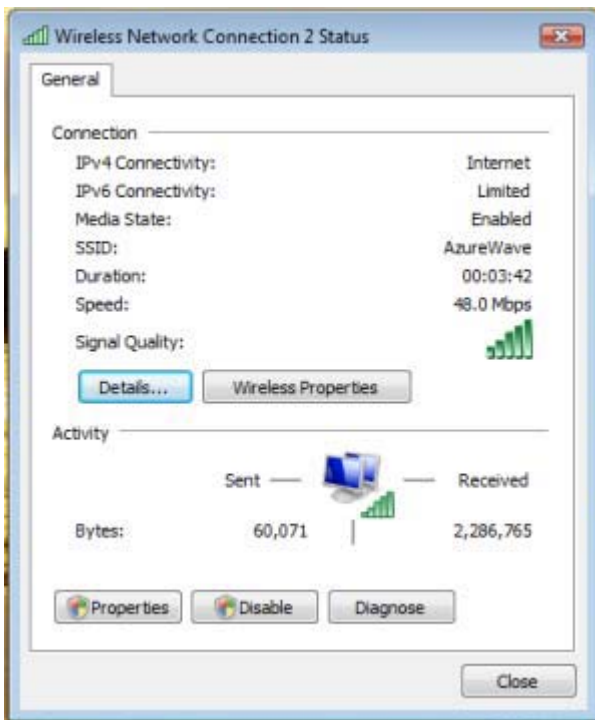 Wireless Network Connection 2 Status
General
Connection
IPv4 Connectivity: Internet
IPv6 Connectivity: Limited
Media State: Enabled
SSID: AzureWave
Duration: 00:03:42
Speed: 48.0 Mbps
Signal Quality:
Details... Wireless Properties
Activity
Sent Received
Bytes: 60,071 2,286,765
Properties Disable Diagnose
Close